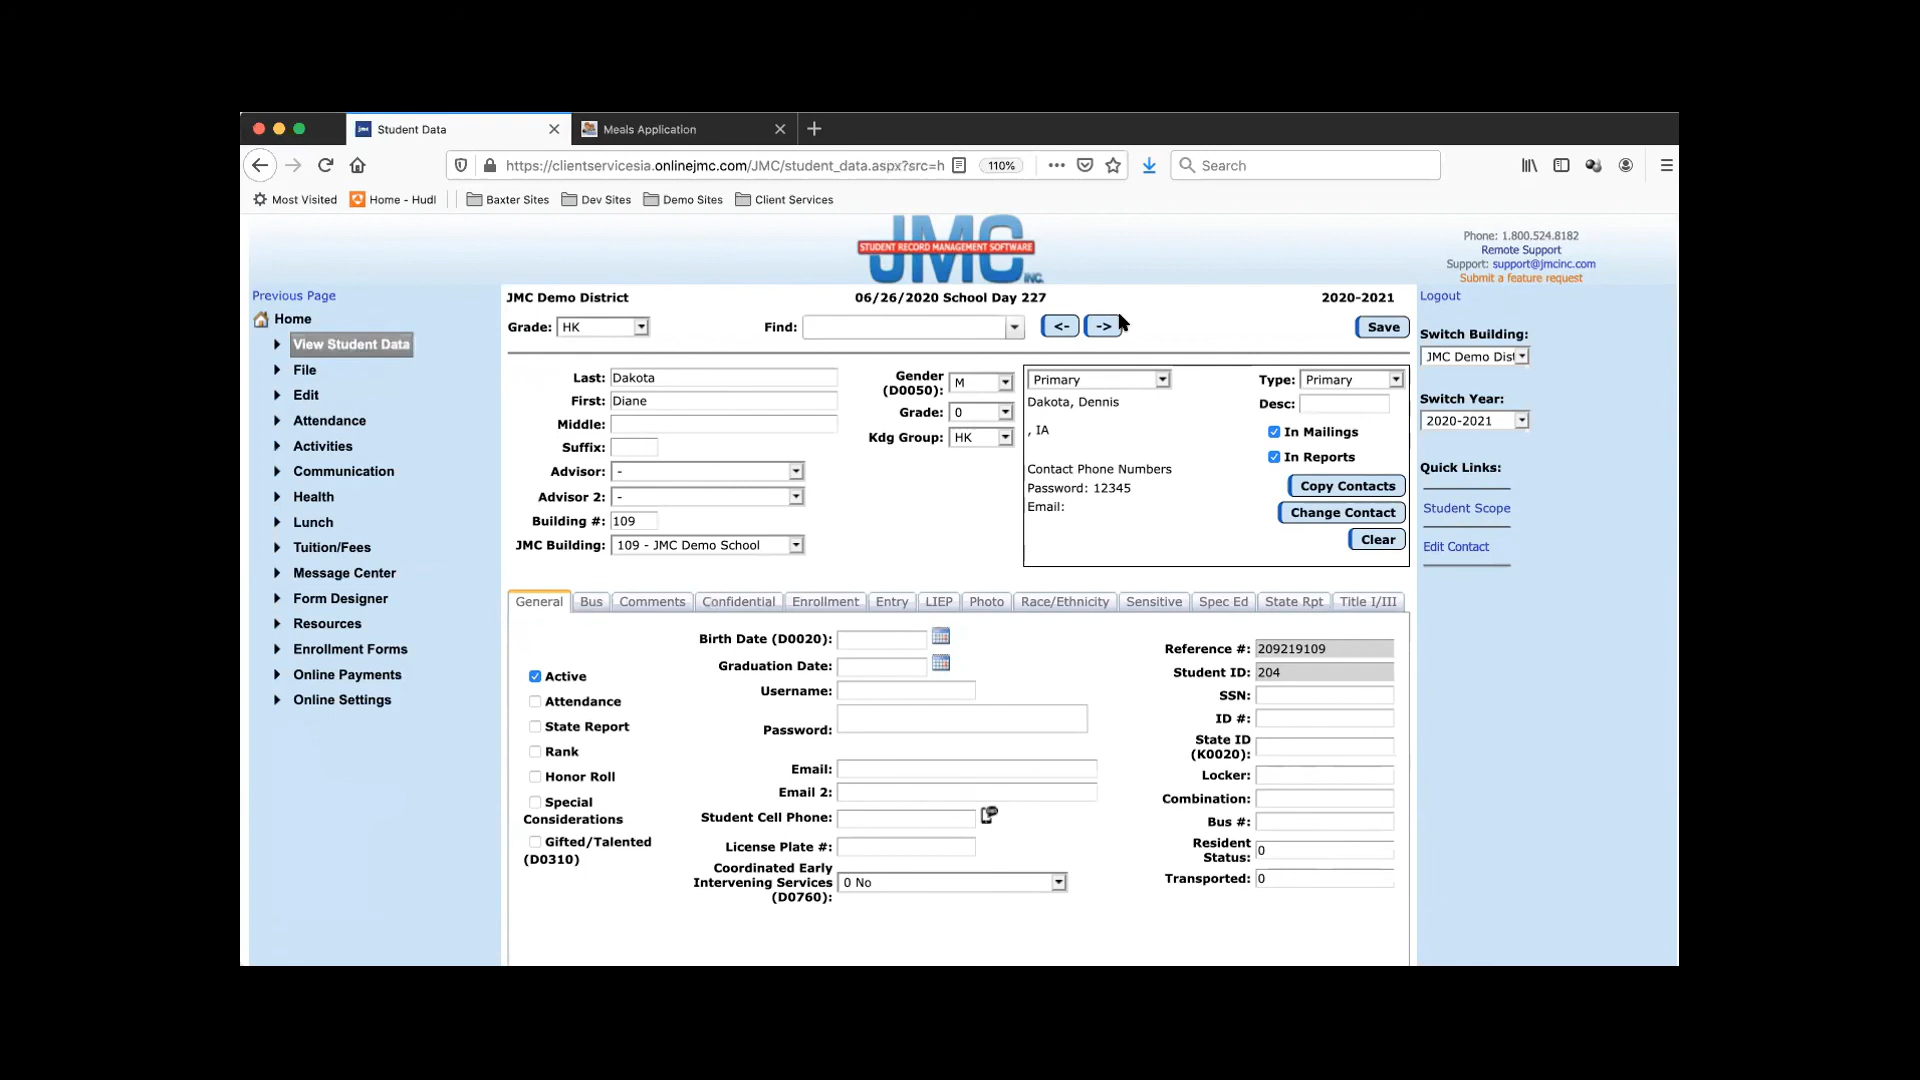 Student Data
Meals Application
https://clientservicesia.onlinejmc.com/JMC/student_data.aspx?src=h
110%
Search
Most Visited
Home - Hudl
Baxter Sites
Dev Sites
Demo Sites
Client Services
JMC
STUDENT RECORD MANAGEMENT SOFTWARE
INC.
Phone: 1.800.524.8182
Remote Support
Support: support@jmcinc.com
Submit a feature request
Previous Page
Home
View Student Data
File
Edit
Attendance
Activities
Communication
Health
Lunch
Tuition/Fees
Message Center
Form Designer
Resources
Enrollment Forms
Online Payments
Online Settings
JMC Demo District
06/26/2020 School Day 227
2020-2021
Grade: HK
Find:
<-
->
Save
Last: Dakota
First: Diane
Middle:
Suffix:
Advisor: -
Advisor 2: -
Building #: 109
JMC Building: 109 - JMC Demo School
Gender
(D0050): M
Grade: 0
Kdg Group: HK
Primary
Dakota, Dennis
, IA
Contact Phone Numbers
Password: 12345
Email:
Type: Primary
Desc:
In Mailings
In Reports
Copy Contacts
Change Contact
Clear
General
Bus
Comments
Confidential
Enrollment
Entry
LIEP
Photo
Race/Ethnicity
Sensitive
Spec Ed
State Rpt
Title I/III
Active
Attendance
State Report
Rank
Honor Roll
Special
Considerations
Gifted/Talented
(D0310)
Birth Date (D0020):
Graduation Date:
Username:
Password:
Email:
Email 2:
Student Cell Phone:
License Plate #:
Coordinated Early
Intervening Services
(D0760):
0 No
Reference #: 209219109
Student ID: 204
SSN:
ID #:
State ID
(K0020):
Locker:
Combination:
Bus #:
Resident
Status: 0
Transported: 0
Logout
Switch Building:
JMC Demo Dist
Switch Year:
2020-2021
Quick Links:
Student Scope
Edit Contact